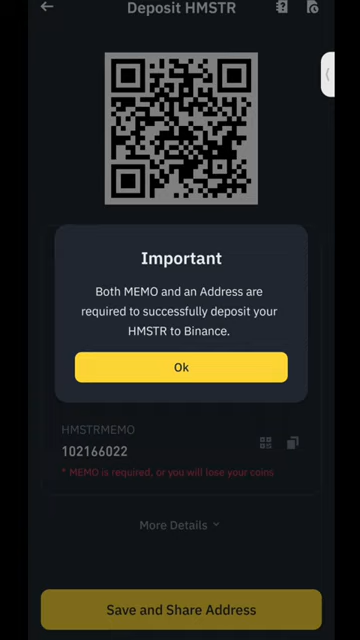 Deposit HMSTR
Important
Both MEMO and an Address are
required to successfully deposit your
HMSTR to Binance.
Ok
HMSTRMEMO
102166022
* MEMO is required, or you will lose your coins
More Details
Save and Share Address